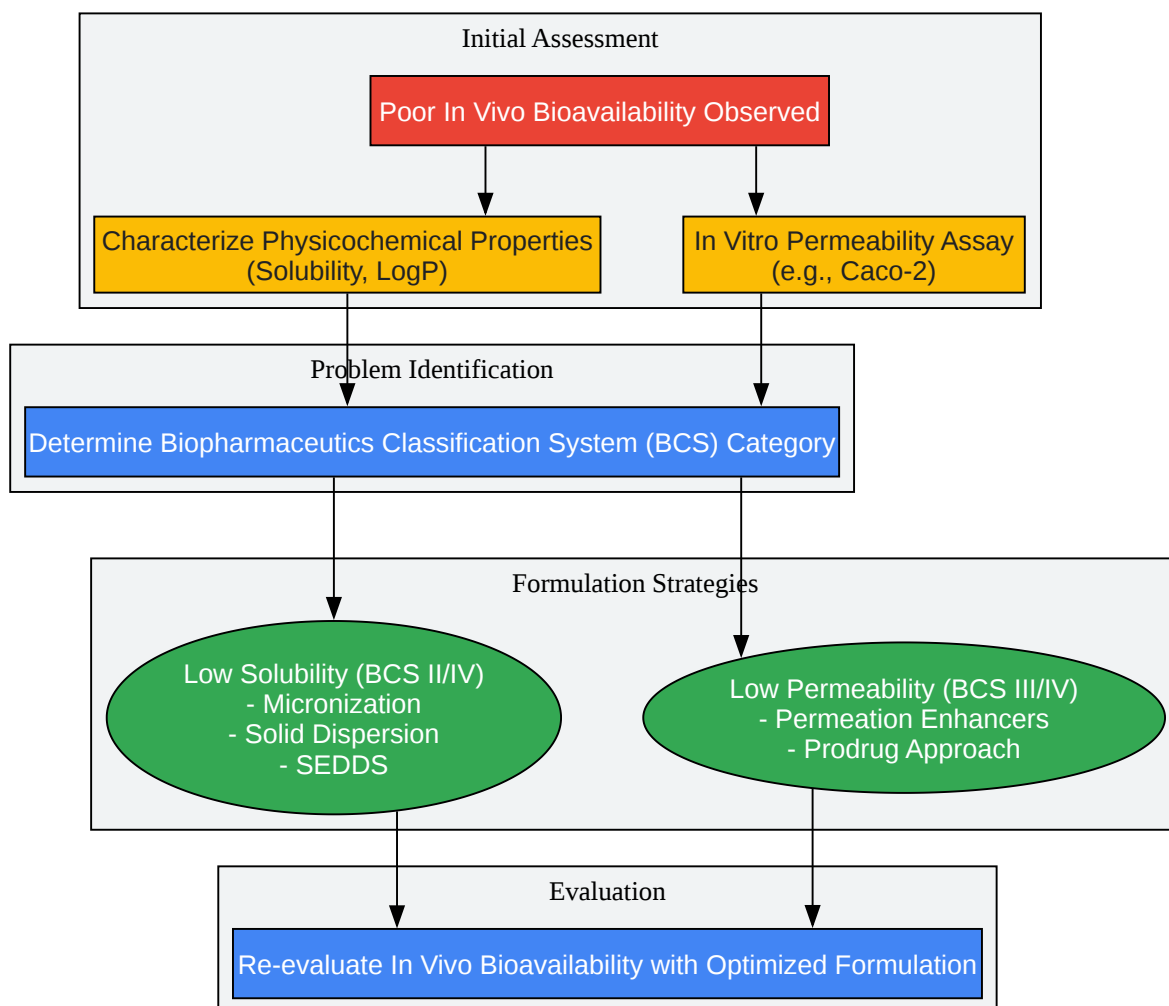 Initial Assessment
Poor In Vivo Bioavailability Observed
Characterize Physicochemical Properties
(Solubility, LogP)
In Vitro Permeability Assay
(e.g., Caco-2)
Problem Identification
Determine Biopharmaceutics Classification System (BCS) Category
Formulation Strategies
Low Solubility (BCS II/IV)
- Micronization
- Solid Dispersion
- SEDDS
Low Permeability (BCS III/IV)
- Permeation Enhancers
- Prodrug Approach
Evaluation
Re-evaluate In Vivo Bioavailability with Optimized Formulation